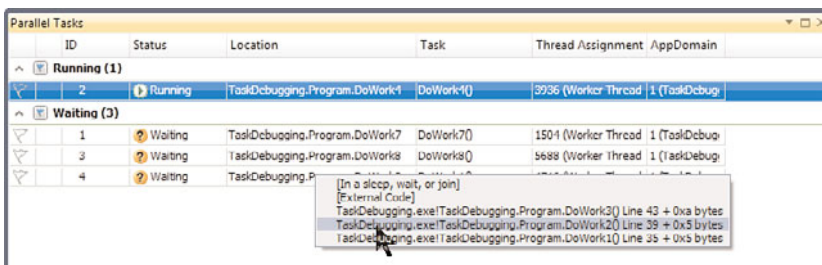 Parallel Tasks
ID Status Location Task Thread Assignment AppDomain
Running (1)
2 Running TaskDebugging.Program.DoWork4 DoWork4() 3936 (Worker Thread 1 (TaskDebug
Waiting (3)
1 Waiting TaskDebugging.Program.DoWork7 DoWork7() 1504 (Worker Thread 1 (TaskDebug
3 Waiting TaskDebugging.Program.DoWork8 DoWork8() 5688 (Worker Thread 1 (TaskDebug
4 Waiting
[In a sleep, wait, or join]
[External Code]
TaskDebugging.exe!TaskDebugging.Program.DoWork3() Line 43 + 0xa bytes
TaskDebugging.exe!TaskDebugging.Program.DoWork2() Line 39 + 0x5 bytes
TaskDebugging.exe!TaskDebugging.Program.DoWork1() Line 35 + 0x5 bytes